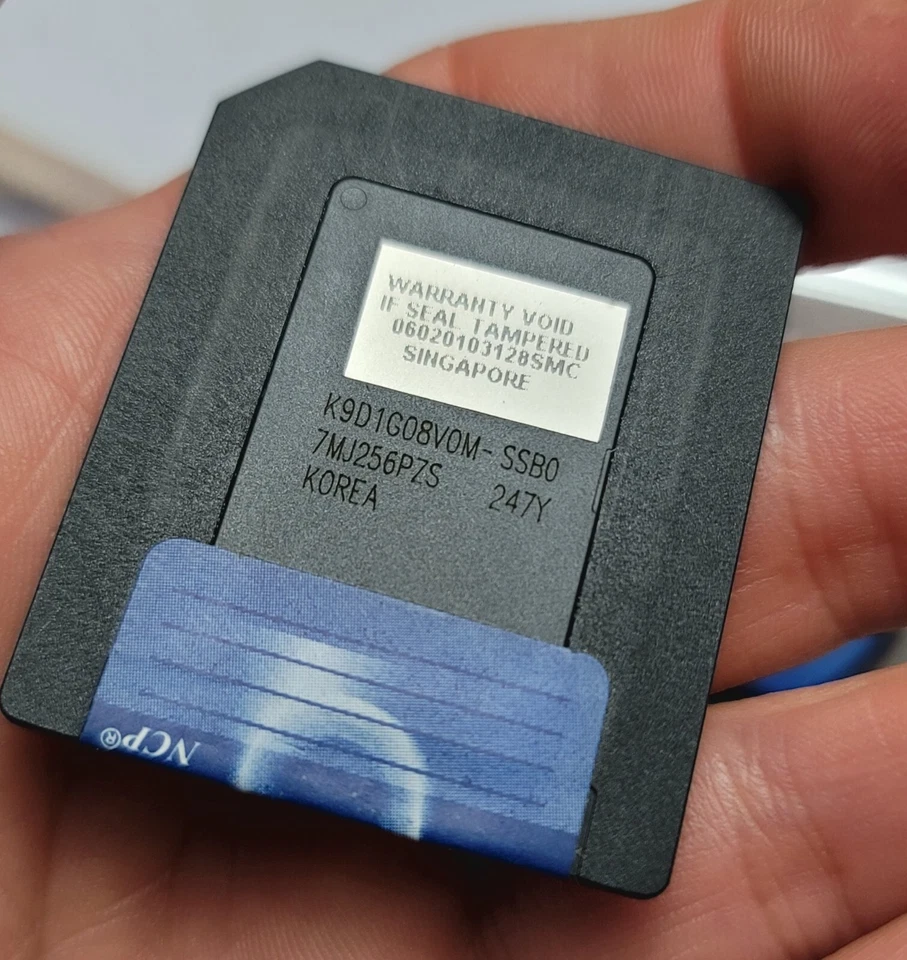 WARRANTY VOID
IF SEAL TAMPERED
06020103128SMC
SINGAPORE
K9D1G08V0M-SSB0
7MJ256PZS 247Y
KOREA
NCP®